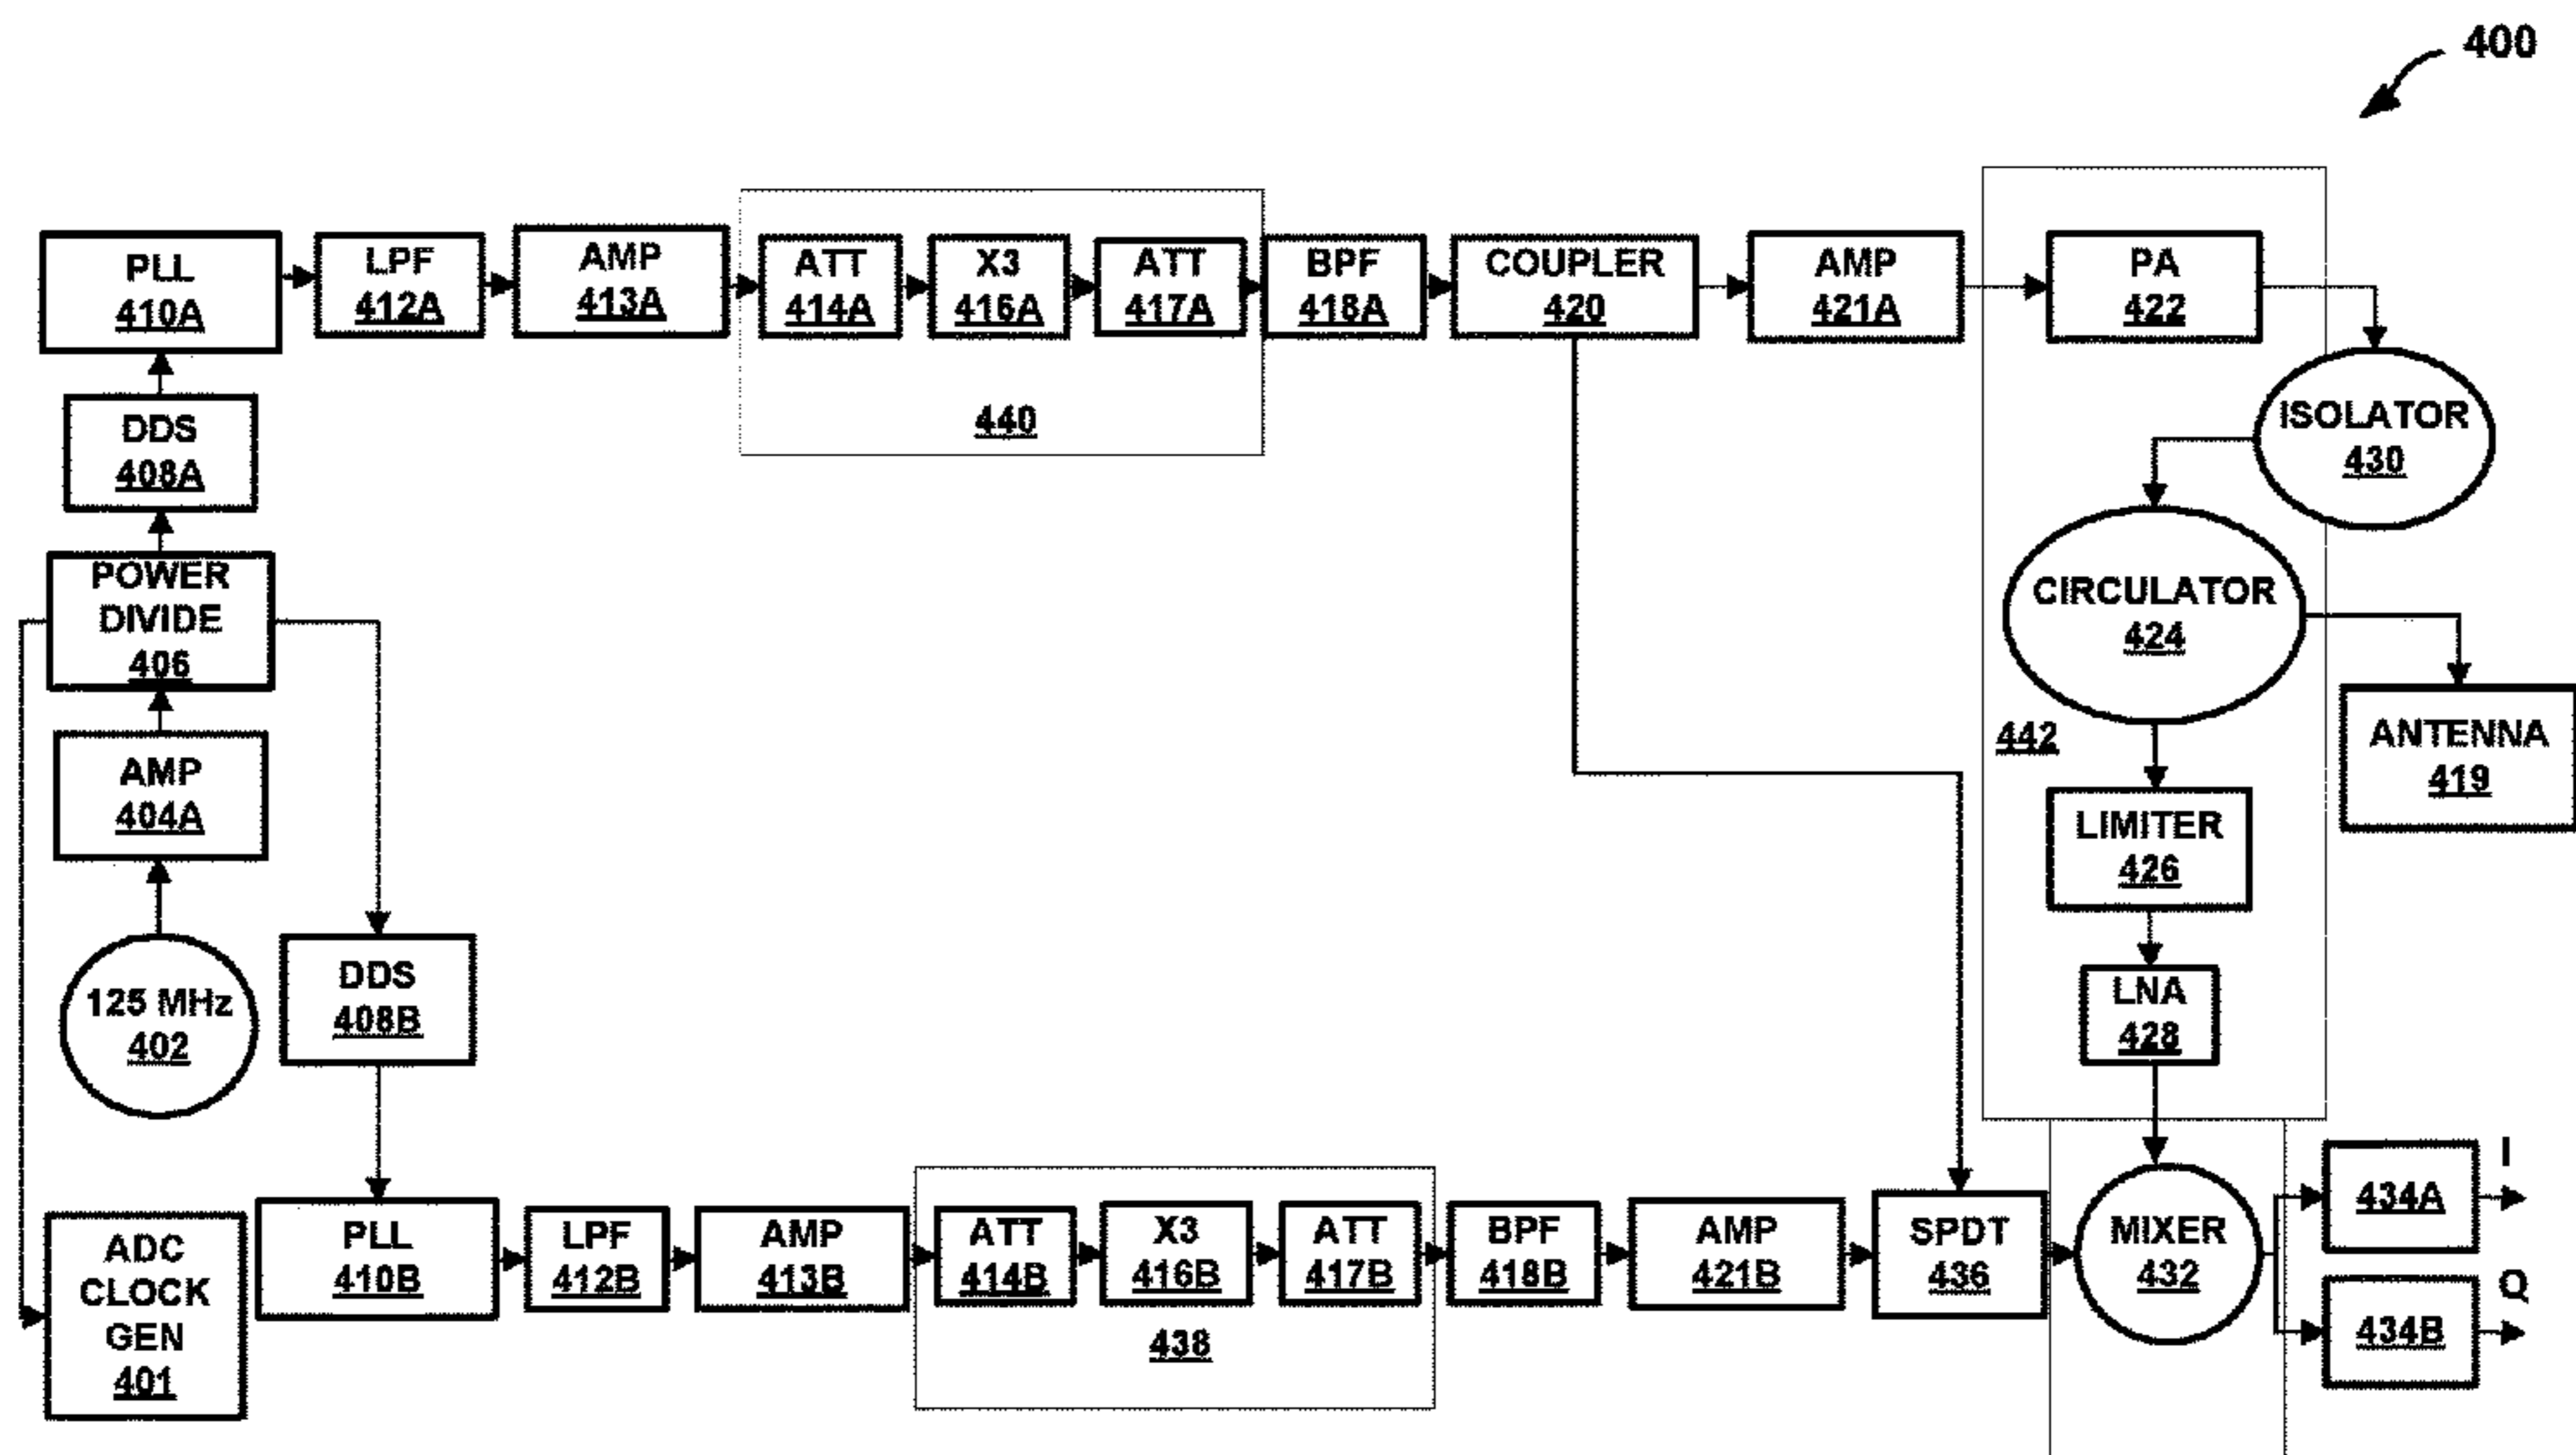 400
PLL
410A
LPF
412A
AMP
413A
ATT
414A
X3
416A
ATT
417A
440
BPF
418A
COUPLER
420
AMP
421A
PA
422
DDS
408A
ISOLATOR
430
POWER
DIVIDE
406
CIRCULATOR
424
442
ANTENNA
419
AMP
404A
LIMITER
426
125 MHz
402
DDS
408B
LNA
428
ADC
CLOCK
GEN
401
PLL
410B
LPF
412B
AMP
413B
ATT
414B
X3
416B
ATT
417B
438
BPF
418B
AMP
421B
SPDT
436
MIXER
432
434A
I
434B
Q